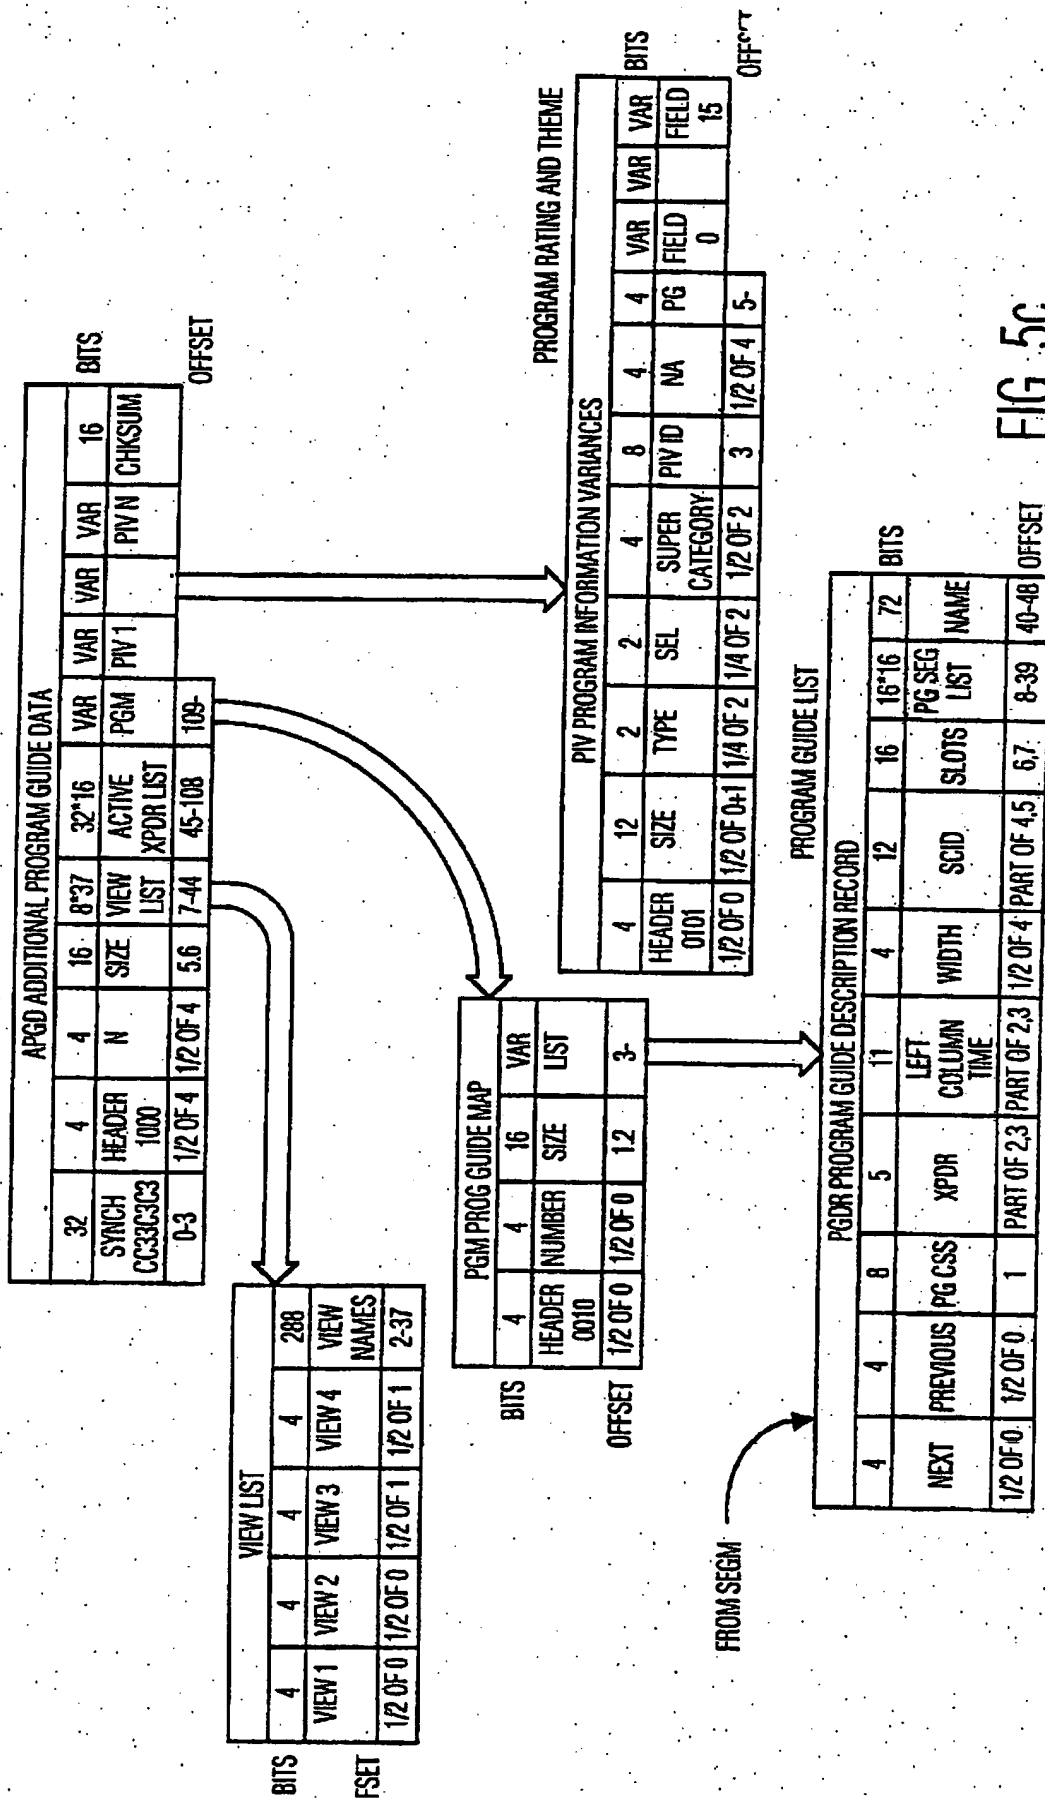 APGD ADDITIONAL PROGRAM GUIDE DATA
32 4 4 16 8*37 32*16 VAR VAR VAR VAR 16 BITS
SYNCH CC33C3C3 HEADER 1000 N SIZE VIEW LIST ACTIVE XPDR LIST PGM PIV 1 PIV N CHKSUM
0-3 1/2 OF 4 1/2 OF 4 5.6 7-44 45-108 109- OFFSET
VIEW LIST
BITS 4 4 4 4 288
VIEW 1 VIEW 2 VIEW 3 VIEW 4 VIEW NAMES
FSET 1/2 OF 0 1/2 OF 0 1/2 OF 1 1/2 OF 1 2-37
PGM PROG GUIDE MAP
BITS 4 4 16 VAR
HEADER 0010 NUMBER SIZE LIST
OFFSET 1/2 OF 0 1/2 OF 0 1.2 3-
PROGRAM RATING AND THEME
PIV PROGRAM INFORMATION VARIANCES
4 12 2 2 4 8 4 4 VAR VAR VAR BITS
HEADER 0101 SIZE TYPE SEL SUPER CATEGORY PIV ID NA PG FIELD 0 FIELD 15
1/2 OF 0 1/2 OF 0+1 1/4 OF 2 1/4 OF 2 1/2 OF 2 3 1/2 OF 4 5- OFFSET
FROM SEGM
PROGRAM GUIDE LIST
PGDR PROGRAM GUIDE DESCRIPTION RECORD
4 4 8 5 11 4 12 16 16*16 72 BITS
NEXT PREVIOUS PG CSS XPDR LEFT COLUMN TIME WIDTH SCID SLOTS PG SEG LIST NAME
1/2 OF 0 1/2 OF 0 1 PART OF 2,3 PART OF 2,3 1/2 OF 4 PART OF 4,5 6,7 8-39 40-48 OFFSET
FIG 5C